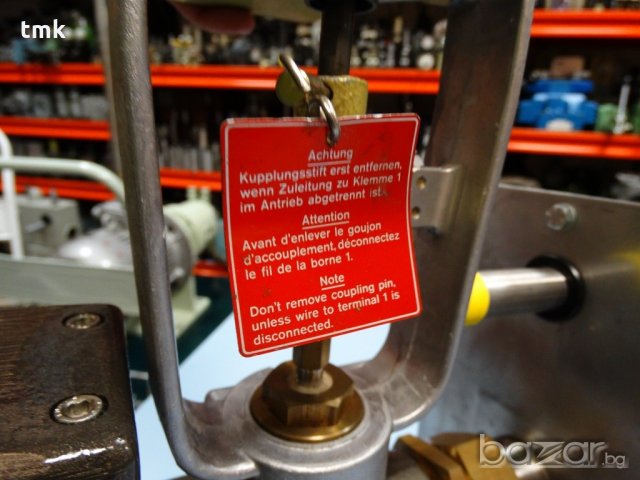 tmk
Achtung
Kupplungsstift erst entfernen,
wenn Zuleitung zu Klemme 1
im Antrieb abgetrennt ist.
Attention
Avant d'enlever le goujon
d'accouplement, déconnectez
le fil de la borne 1.
Note
Don't remove coupling pin,
unless wire to terminal 1 is
disconnected.
bazar.bg